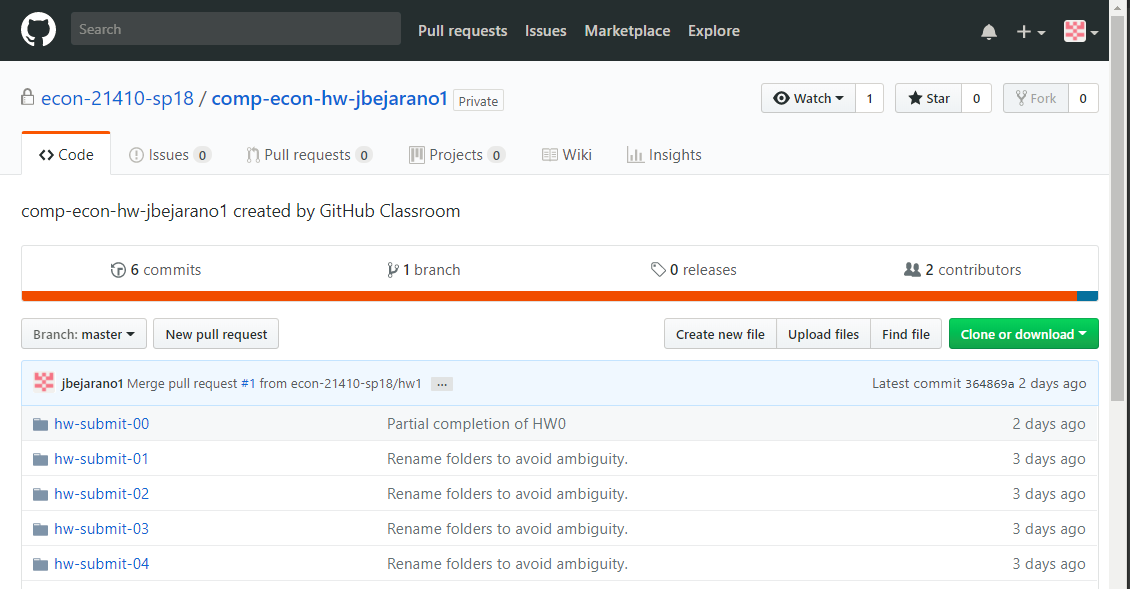 Search Pull requests Issues Marketplace Explore
econ-21410-sp18 / comp-econ-hw-jbejarano1 Private Watch 1 Star 0 Fork 0
Code Issues 0 Pull requests 0 Projects 0 Wiki Insights
comp-econ-hw-jbejarano1 created by GitHub Classroom
6 commits 1 branch 0 releases 2 contributors
Branch: master New pull request Create new file Upload files Find file Clone or download
jbejarano1 Merge pull request #1 from econ-21410-sp18/hw1 ... Latest commit 364869a 2 days ago
hw-submit-00 Partial completion of HW0 2 days ago
hw-submit-01 Rename folders to avoid ambiguity. 3 days ago
hw-submit-02 Rename folders to avoid ambiguity. 3 days ago
hw-submit-03 Rename folders to avoid ambiguity. 3 days ago
hw-submit-04 Rename folders to avoid ambiguity. 3 days ago